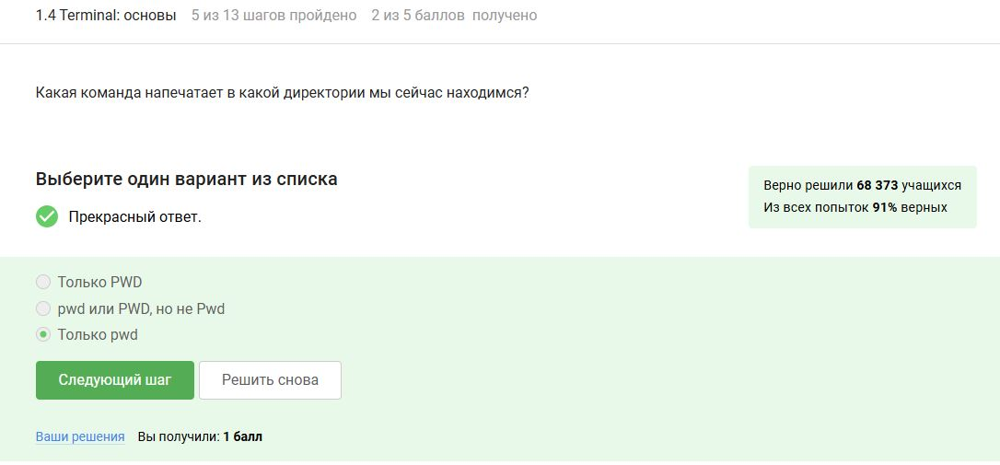 1.4 Terminal: основы 5 из 13 шагов пройдено 2 из 5 баллов получено
Какая команда напечатает в какой директории мы сейчас находимся?
Выберите один вариант из списка
Прекрасный ответ.
Верно решили 68 373 учащихся
Из всех попыток 91% верных
Только PWD
pwd или PWD, но не Pwd
Только pwd
Следующий шаг Решить снова
Ваши решения Вы получили: 1 балл